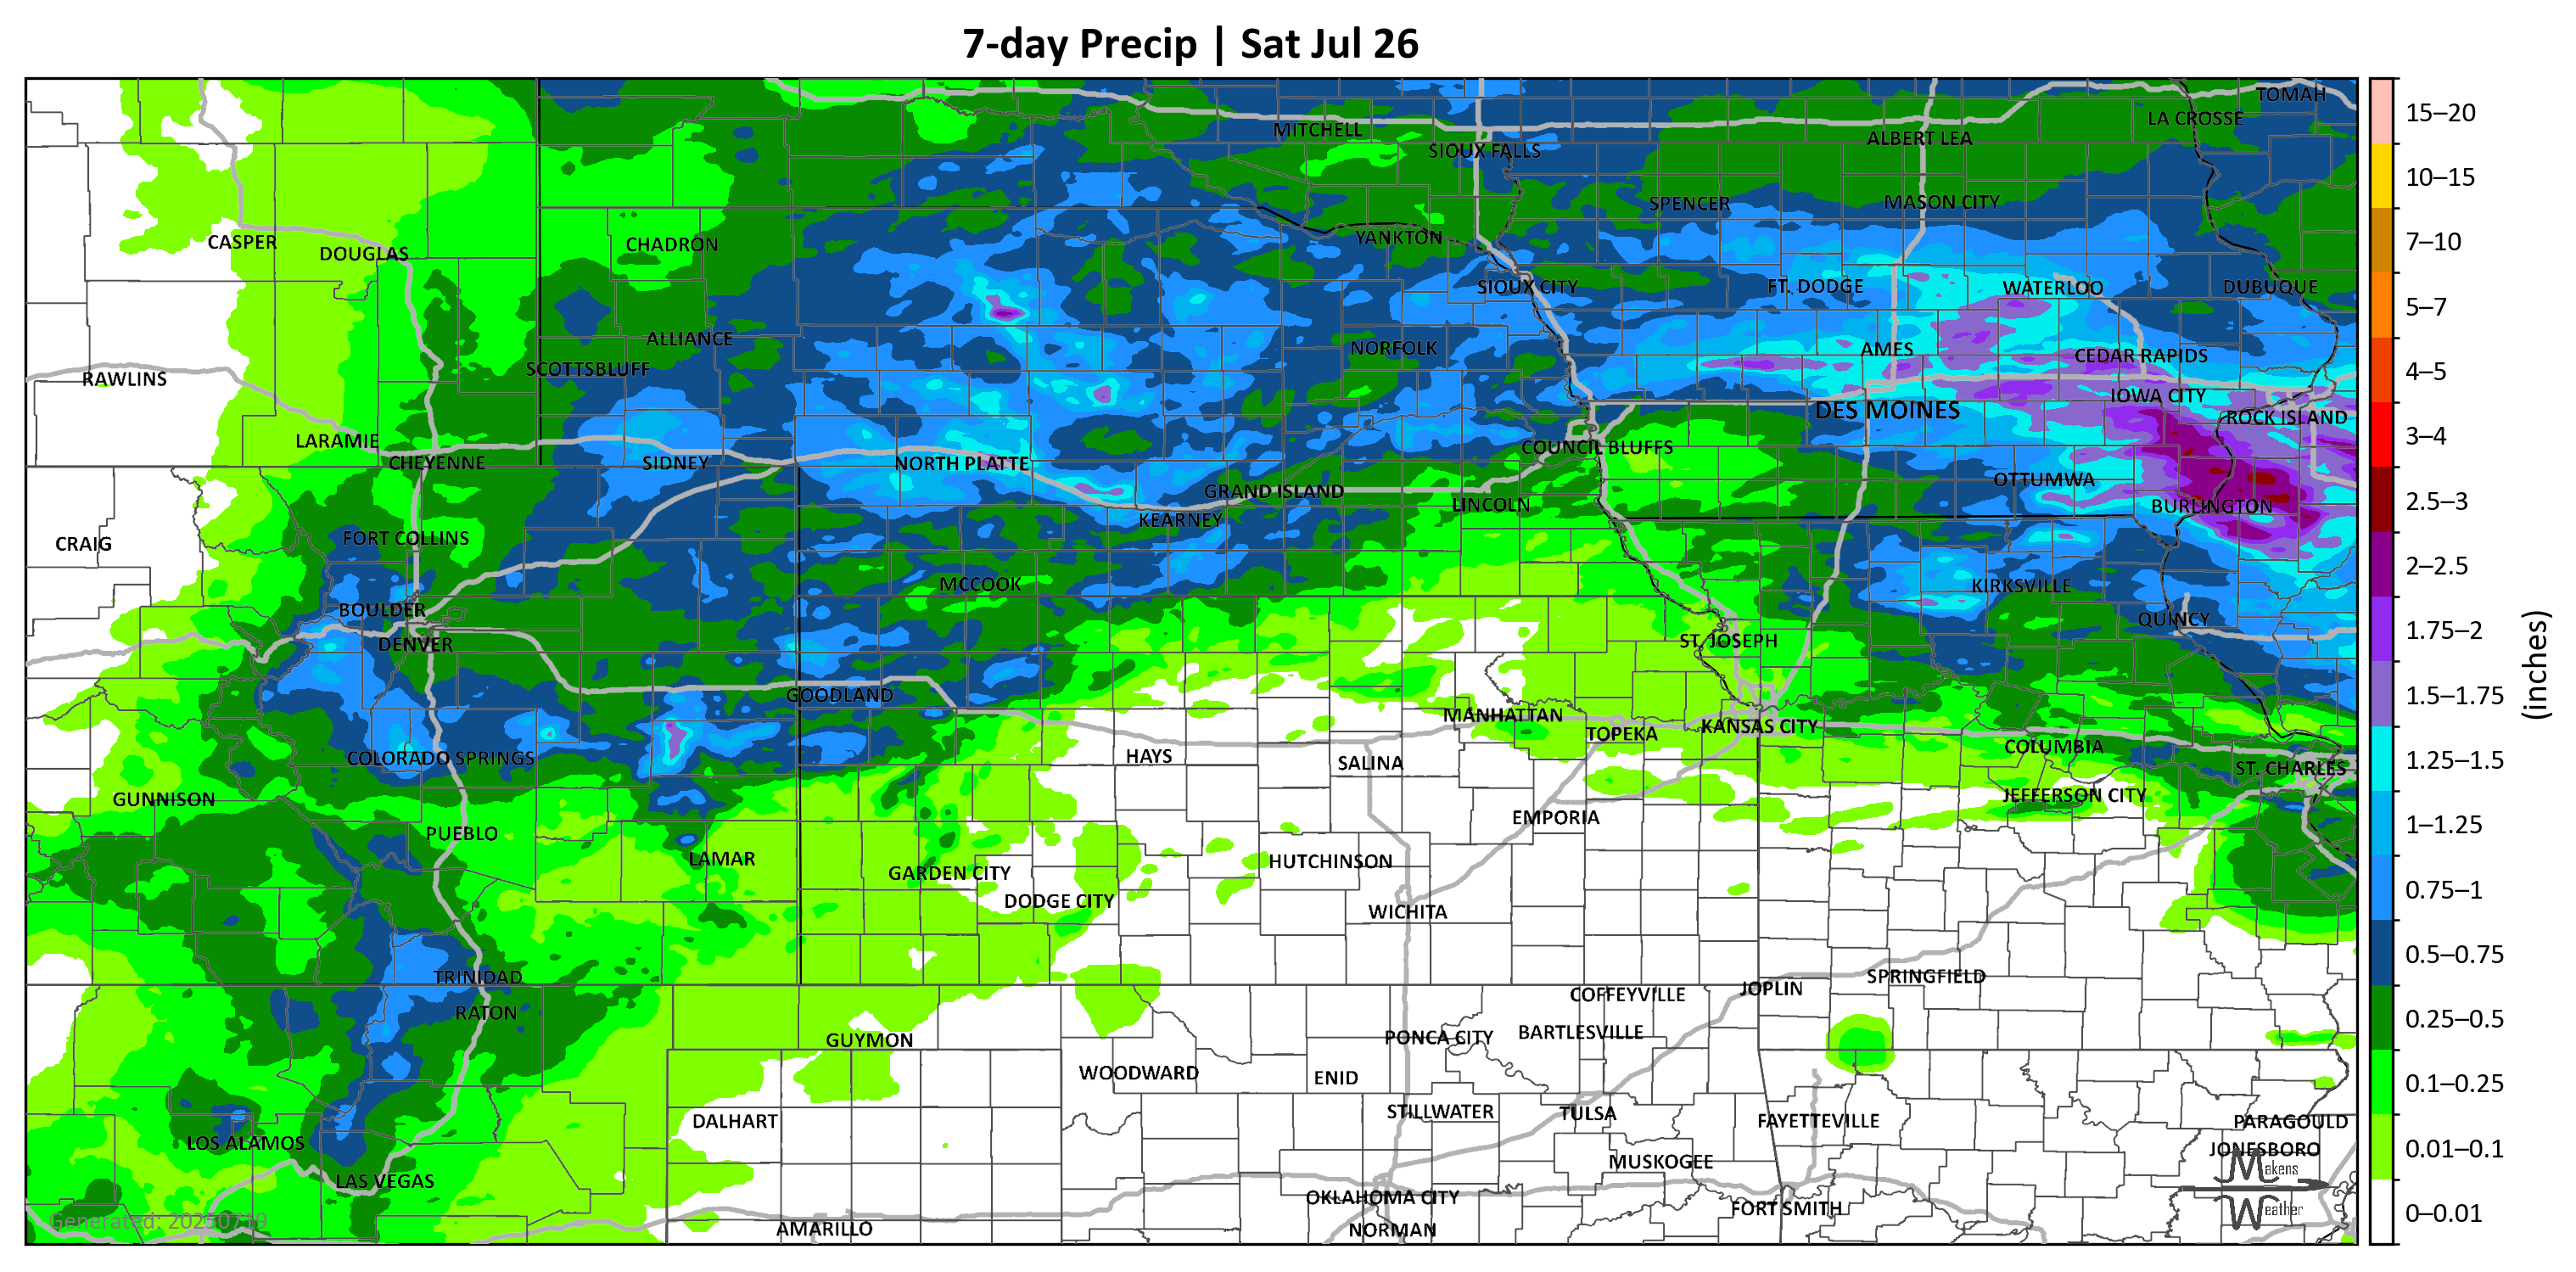 7-day Precip | Sat Jul 26
TOMAH
15–20
LA CROSSE
MITCHELL
ALBERT LEA
SIOUX FALLS
10–15
SPENCER
MASON CITY
YANKTON
CASPER
CHADRON
7–10
DOUGLAS
SIOUX CITY
FT. DODGE
WATERLOO
DUBUQUE
5–7
ALLIANCE
NORFOLK
AMES
CEDAR RAPIDS
SCOTTSBLUFF
4–5
RAWLINS
IOWA CITY
DES MOINES
ROCK ISLAND
3–4
LARAMIE
COUNCIL BLUFFS
CHEYENNE
SIDNEY
NORTH PLATTE
OTTUMWA
GRAND ISLAND
2.5–3
LINCOLN
BURLINGTON
KEARNEY
FORT COLLINS
CRAIG
2–2.5
MCCOOK
KIRKSVILLE
BOULDER
QUINCY
1.75–2
DENVER
ST. JOSEPH
(inches)
GOODLAND
1.5–1.75
MANHATTAN
KANSAS CITY
TOPEKA
COLUMBIA
COLORADO SPRINGS
HAYS
SALINA
1.25–1.5
ST. CHARLES
GUNNISON
JEFFERSON CITY
EMPORIA
1–1.25
PUEBLO
LAMAR
HUTCHINSON
GARDEN CITY
0.75–1
DODGE CITY
WICHITA
0.5–0.75
TRINIDAD
SPRINGFIELD
JOPLIN
COFFEYVILLE
RATON
0.25–0.5
BARTLESVILLE
PONCA CITY
GUYMON
WOODWARD
ENID
0.1–0.25
STILLWATER
TULSA
DALHART
FAYETTEVILLE
PARAGOULD
LOS ALAMOS
JONESBORO
0.01–0.1
MUSKOGEE
Makens
LAS VEGAS
OKLAHOMA CITY
FORT SMITH
Weather
0–0.01
Generated: 20250719
AMARILLO
NORMAN